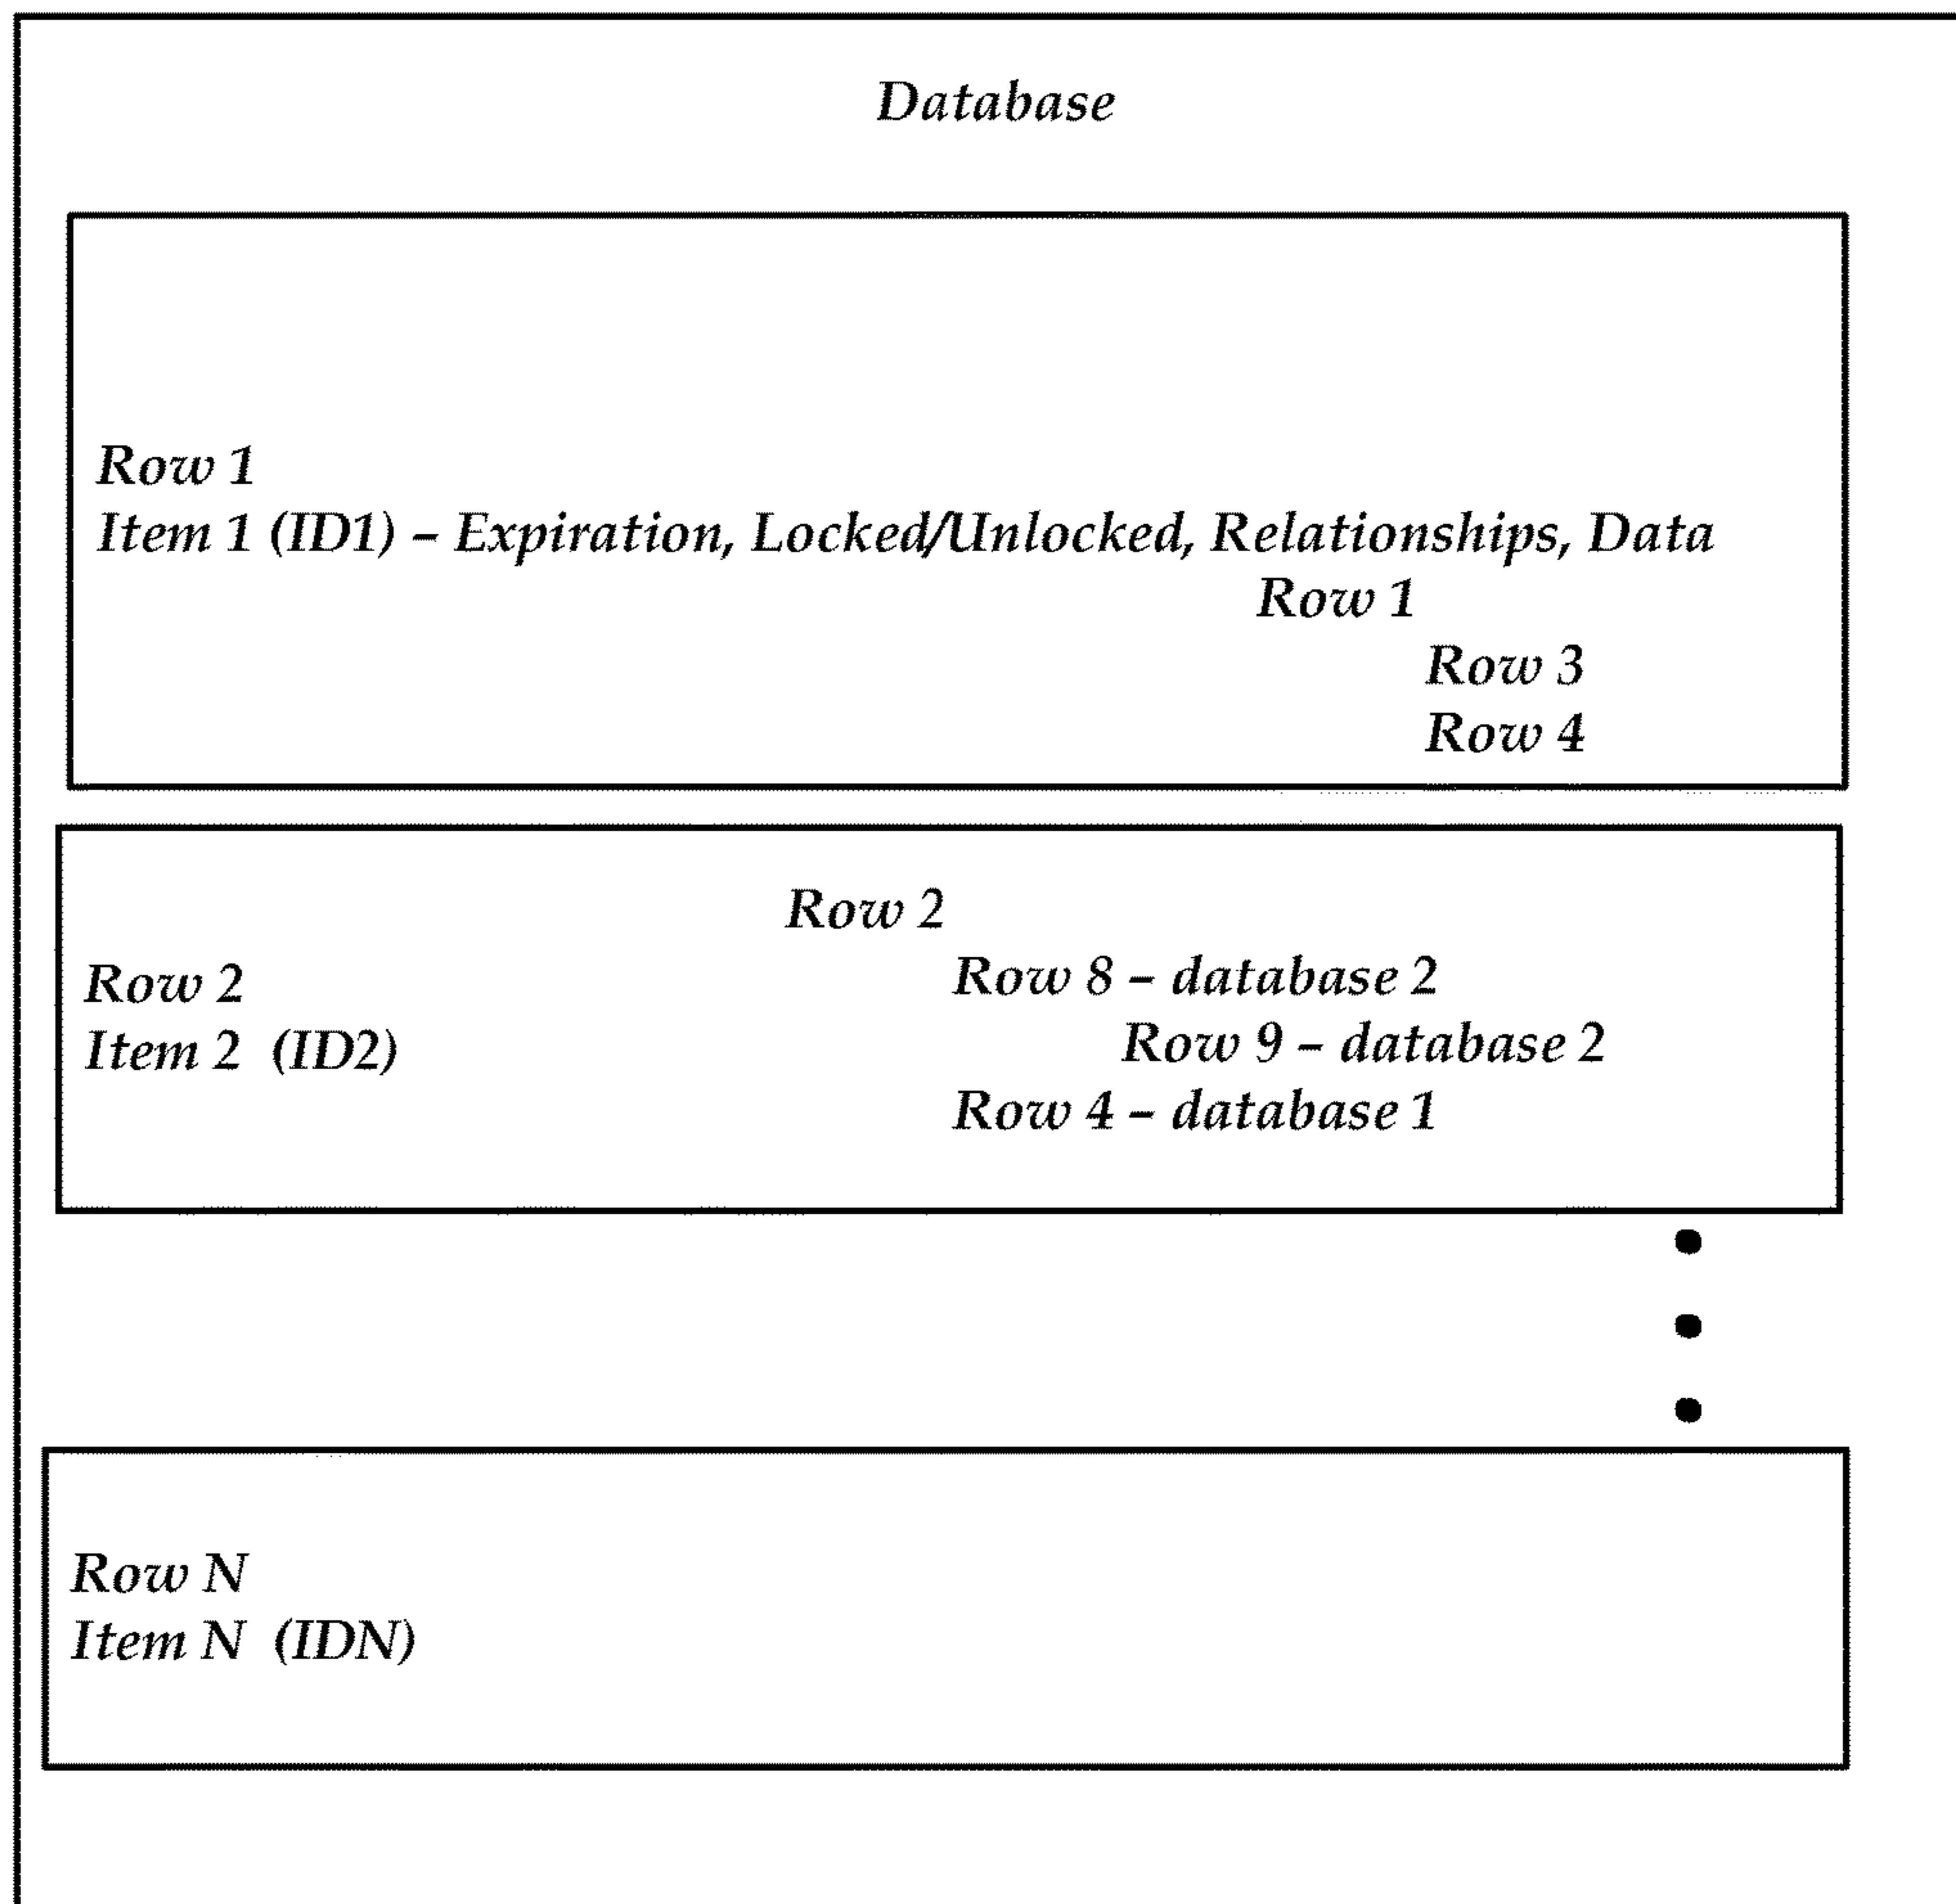 Database
Row 1
Item 1 (ID1) – Expiration, Locked/Unlocked, Relationships, Data
Row 1
Row 3
Row 4
Row 2
Item 2 (ID2)
Row 2
Row 8 – database 2
Row 9 – database 2
Row 4 – database 1
Row N
Item N (IDN)